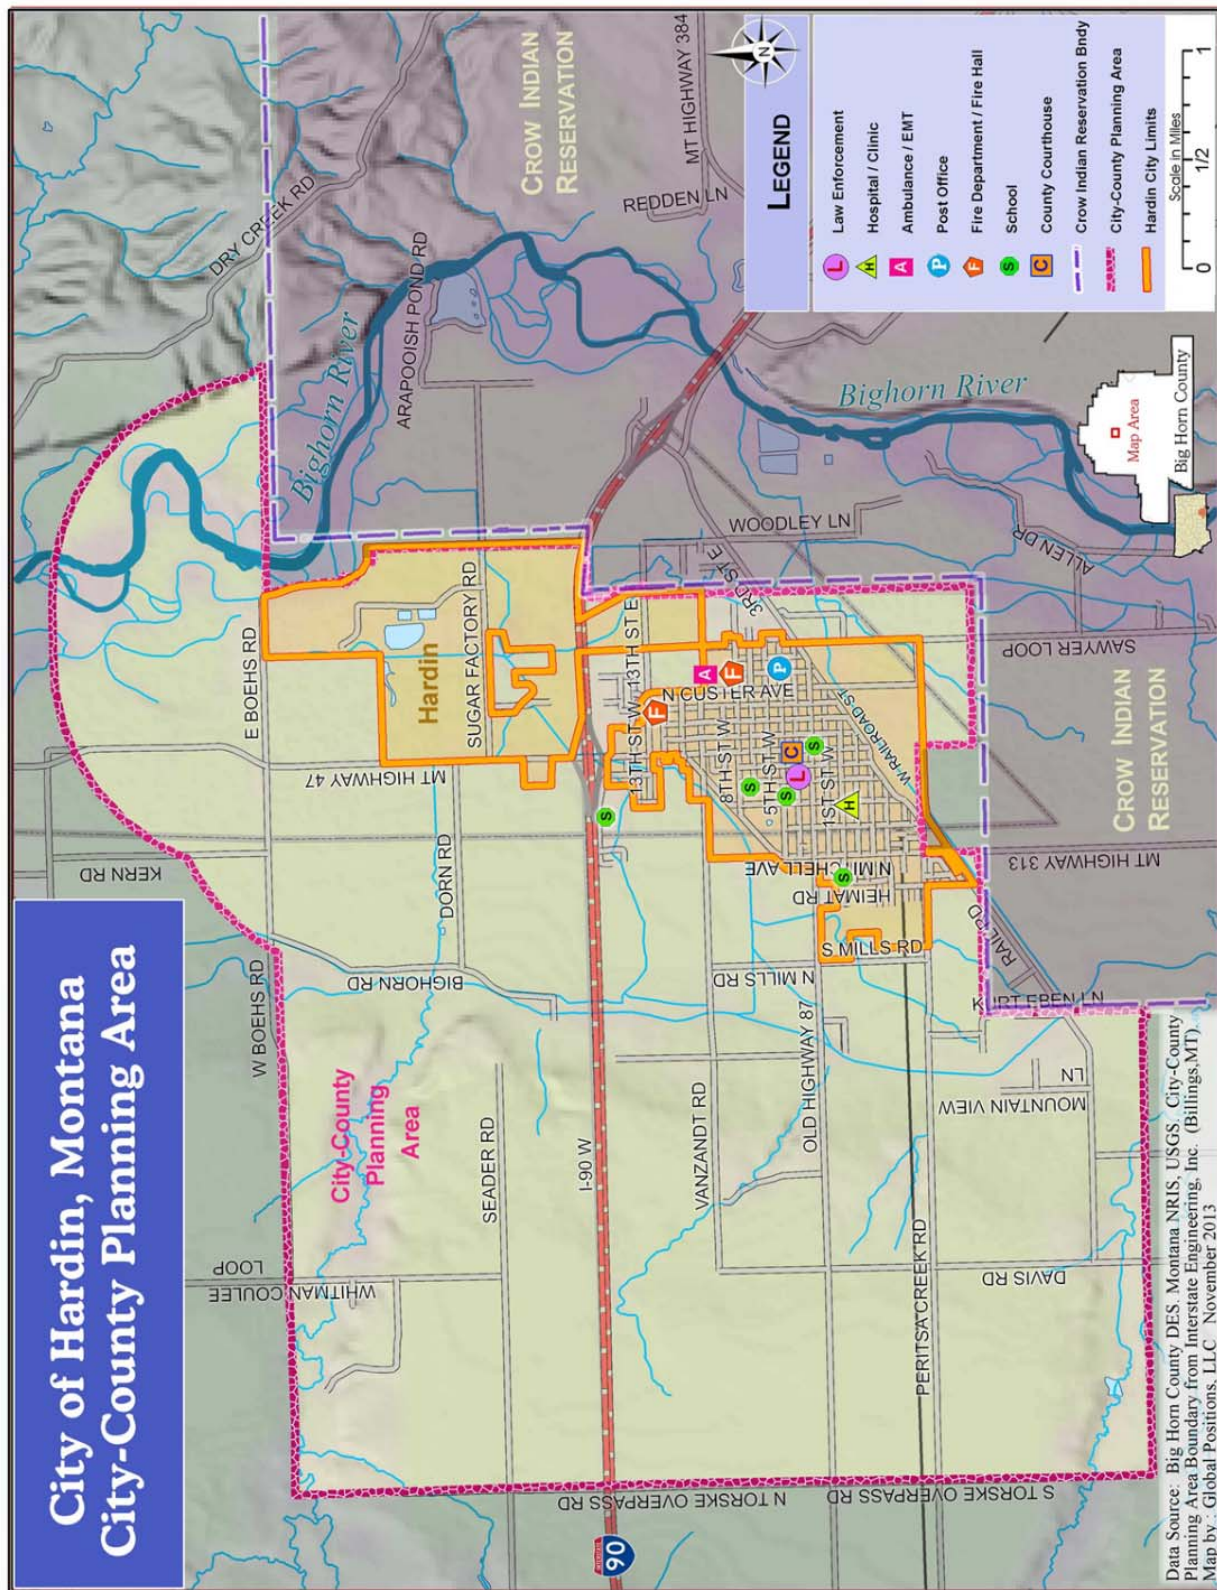 City of Hardin, Montana
City-County Planning Area
CROW INDIAN
RESERVATION
MT HIGHWAY 384
DRY CREEK RD
REDDEN LN
Bighorn River
ARAPOOISH POND RD
Bighorn River
WOODLEY LN
ALLEN DR
3RD ST E
E BOEHS RD
Hardin
SUGAR FACTORY RD
13TH ST E
SAWYER LOOP
CROW INDIAN
RESERVATION
N CUSTER AVE
W RAILROAD ST
13TH ST W
8TH ST W
5TH ST W
1ST ST W
MT HIGHWAY 47
MT HIGHWAY 313
KERN RD
DORN RD
N MITCHELL AVE
HEIMAT RD
S MILLS RD
N MILLS RD
RAIL RD
KURT EBEN LN
W BOEHS RD
BIGHORN RD
OLD HIGHWAY 87
City-County
Planning
Area
SEADER RD
I-90 W
VANZANDT RD
MOUNTAIN VIEW
LN
WHITMAN COULEE
LOOP
PERITSA CREEK RD
DAVIS RD
N TORSKE OVERPASS RD
S TORSKE OVERPASS RD
INTERSTATE
90
A
F
F
P
C
L
H
S
S
S
S
S
N
LEGEND
L Law Enforcement
H Hospital / Clinic
A Ambulance / EMT
P Post Office
F Fire Department / Fire Hall
S School
C County Courthouse
Crow Indian Reservation Bndy
City-County Planning Area
Hardin City Limits
0 1/2 1
Scale in Miles
Map Area
Big Horn County
Data Source: Big Horn County DES. Montana NRIS, USGS. City-County
Planning Area Boundary from Interstate Engineering, Inc. (Billings.MT)
Map by : Global Positions, LLC November 2013